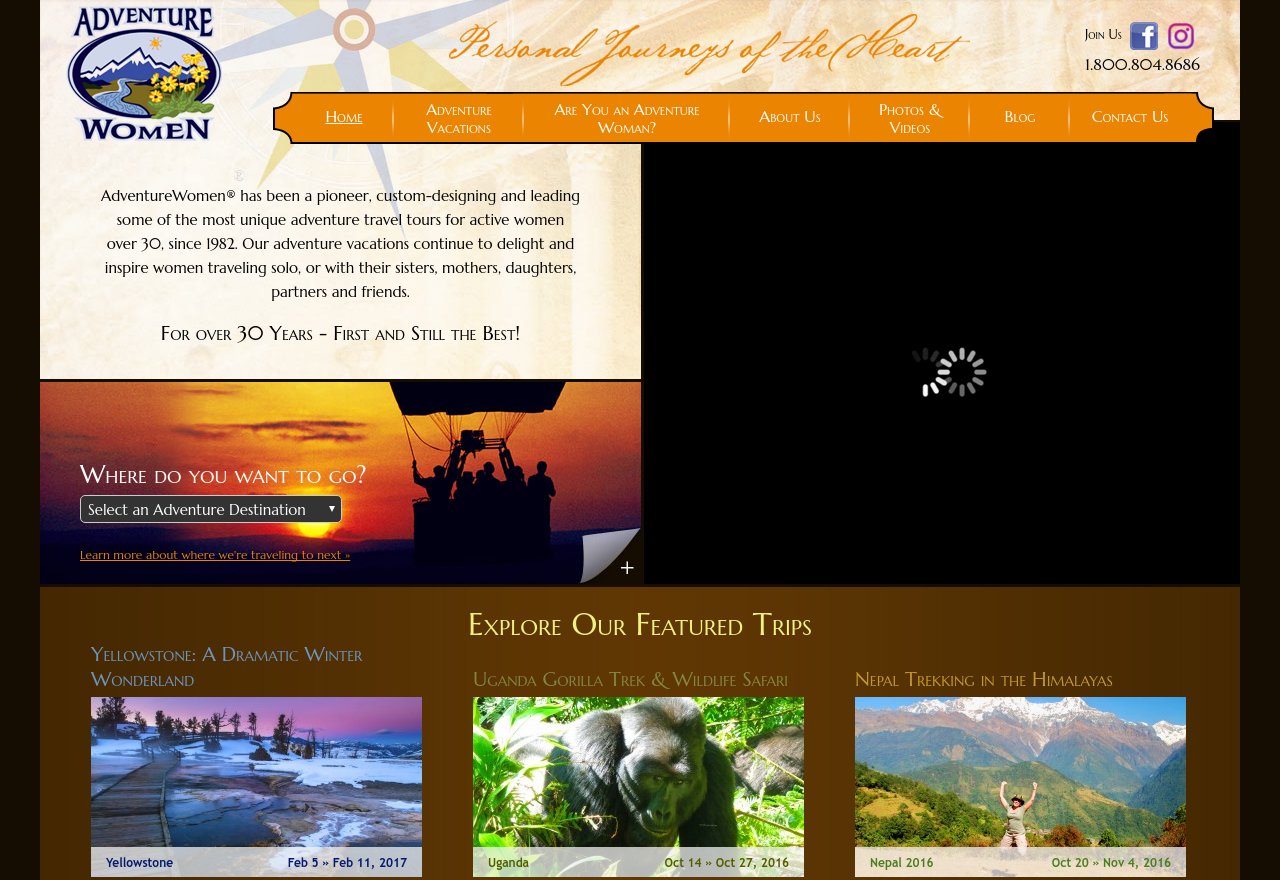 ADVENTURE
WOMEN
Personal Journeys of the Heart
Join Us
1.800.804.8686
Home
Adventure
Vacations
Are You an Adventure
Woman?
About Us
Photos &
Videos
Blog
Contact Us
AdventureWomen® has been a pioneer, custom-designing and leading
some of the most unique adventure travel tours for active women
over 30, since 1982. Our adventure vacations continue to delight and
inspire women traveling solo, or with their sisters, mothers, daughters,
partners and friends.
For over 30 Years - First and Still the Best!
Where do you want to go?
Select an Adventure Destination
Learn more about where we're traveling to next »
+
Explore Our Featured Trips
Yellowstone: A Dramatic Winter
Wonderland
Uganda Gorilla Trek & Wildlife Safari
Nepal Trekking in the Himalayas
Yellowstone Feb 5 » Feb 11, 2017
Uganda Oct 14 » Oct 27, 2016
Nepal 2016 Oct 20 » Nov 4, 2016